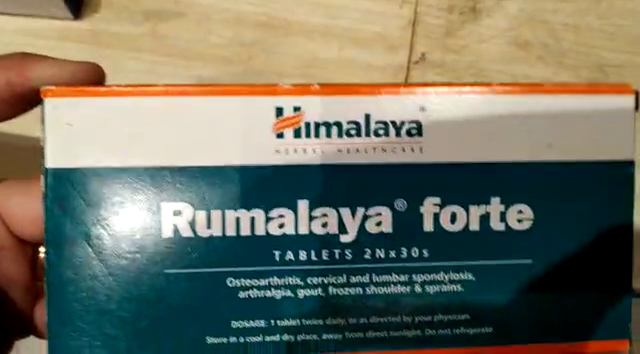 Himalaya®
HERBAL HEALTHCARE
Rumalaya® forte
TABLETS 2Nx30s
Osteoarthritis, cervical and lumbar spondylosis,
arthralgia, gout, frozen shoulder & sprains.
DOSAGE: 1 tablet twice daily, or as directed by your physician
Store in a cool and dry place, away from direct sunlight. Do not refrigerate